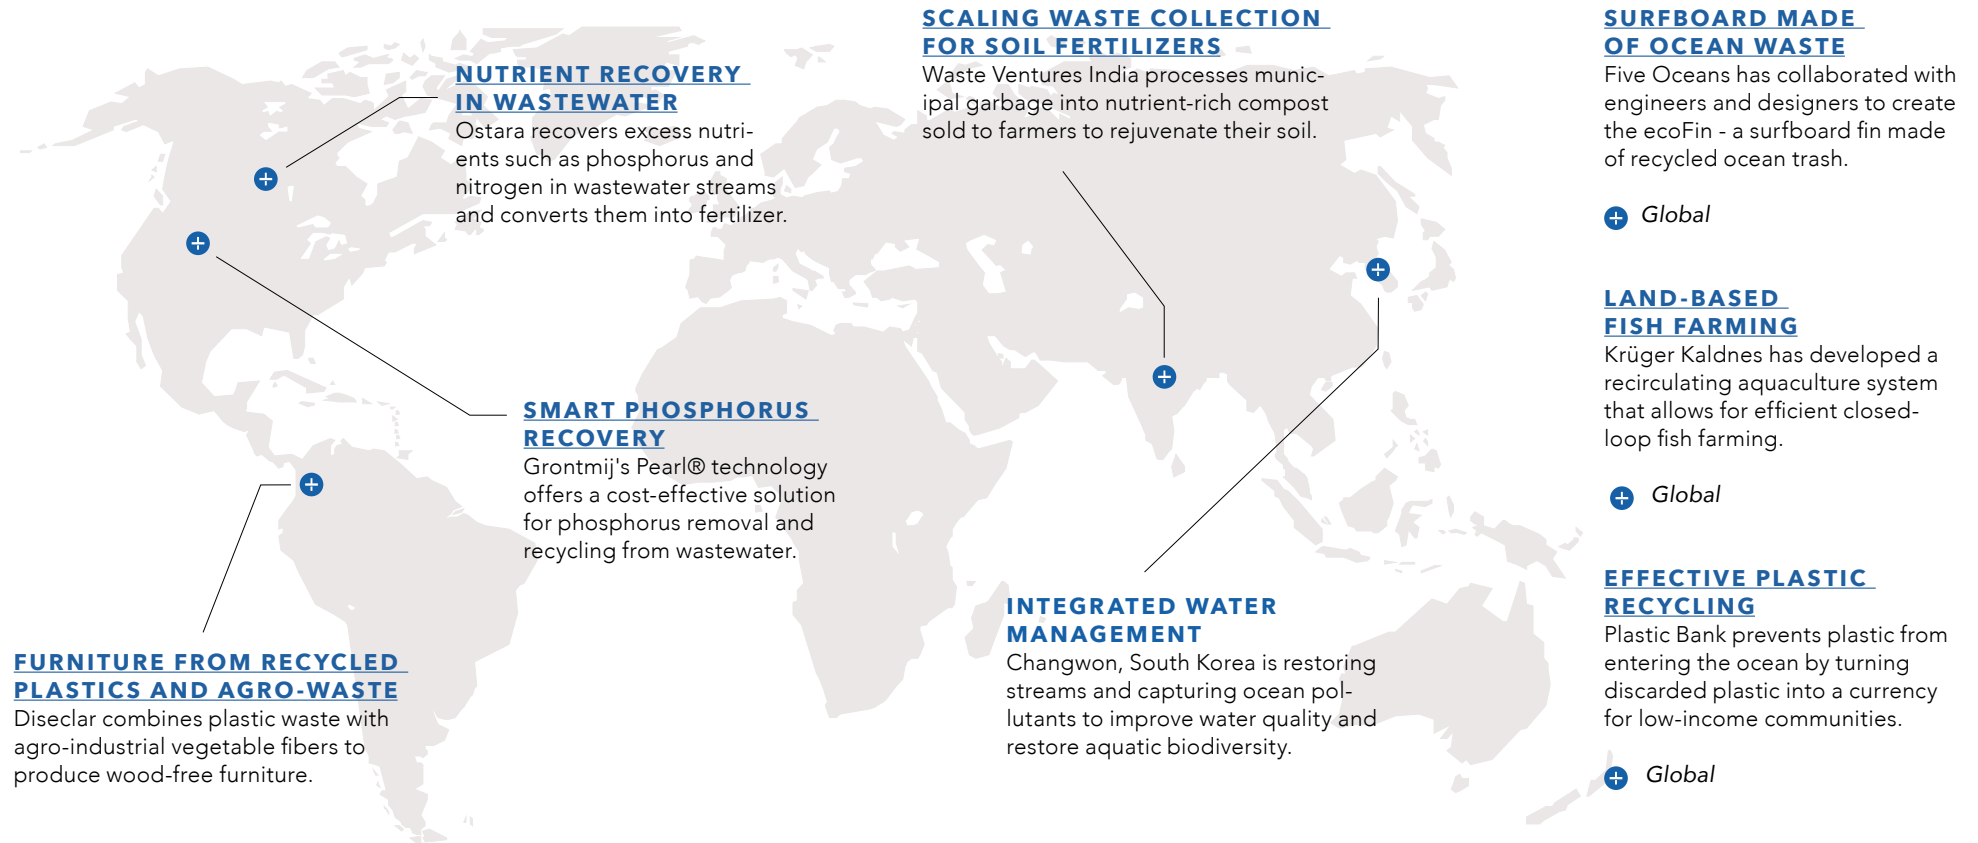 NUTRIENT RECOVERY
IN WASTEWATER
Ostara recovers excess nutri-
ents such as phosphorus and
nitrogen in wastewater streams
and converts them into fertilizer.
SCALING WASTE COLLECTION
FOR SOIL FERTILIZERS
Waste Ventures India processes munic-
ipal garbage into nutrient-rich compost
sold to farmers to rejuvenate their soil.
SMART PHOSPHORUS
RECOVERY
Grontmij's Pearl® technology
offers a cost-effective solution
for phosphorus removal and
recycling from wastewater.
FURNITURE FROM RECYCLED
PLASTICS AND AGRO-WASTE
Diseclar combines plastic waste with
agro-industrial vegetable fibers to
produce wood-free furniture.
INTEGRATED WATER
MANAGEMENT
Changwon, South Korea is restoring
streams and capturing ocean pol-
lutants to improve water quality and
restore aquatic biodiversity.
SURFBOARD MADE
OF OCEAN WASTE
Five Oceans has collaborated with
engineers and designers to create
the ecoFin - a surfboard fin made
of recycled ocean trash.
Global
LAND-BASED
FISH FARMING
Krüger Kaldnes has developed a
recirculating aquaculture system
that allows for efficient closed-
loop fish farming.
Global
EFFECTIVE PLASTIC
RECYCLING
Plastic Bank prevents plastic from
entering the ocean by turning
discarded plastic into a currency
for low-income communities.
Global